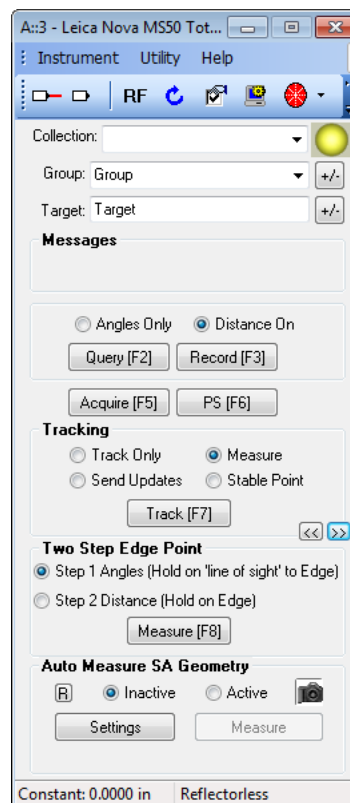 A::3 - Leica Nova MS50 Tot...
Instrument Utility Help
RF
Collection:
Group: Group +/-
Target: Target +/-
Messages
Angles Only Distance On
Query [F2] Record [F3]
Acquire [F5] PS [F6]
Tracking
Track Only Measure
Send Updates Stable Point
Track [F7]
<< >>
Two Step Edge Point
Step 1 Angles (Hold on 'line of sight' to Edge)
Step 2 Distance (Hold on Edge)
Measure [F8]
Auto Measure SA Geometry
R Inactive Active
Settings Measure
Constant: 0.0000 in Reflectorless